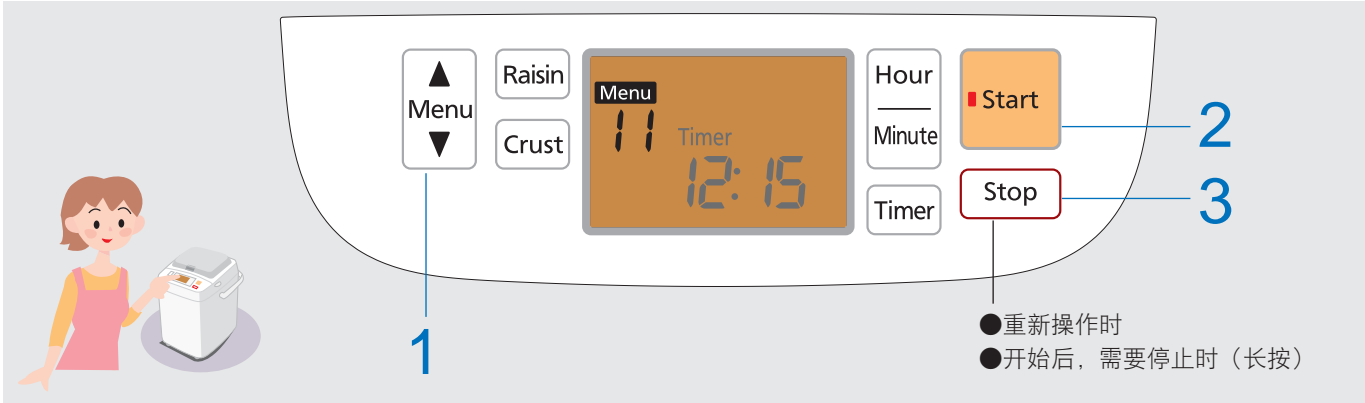 Menu
Raisin
Crust
Menu
11
Timer
12:15
Hour
Minute
Timer
Start
Stop
1
2
3
●重新操作时
●开始后，需要停止时（长按）